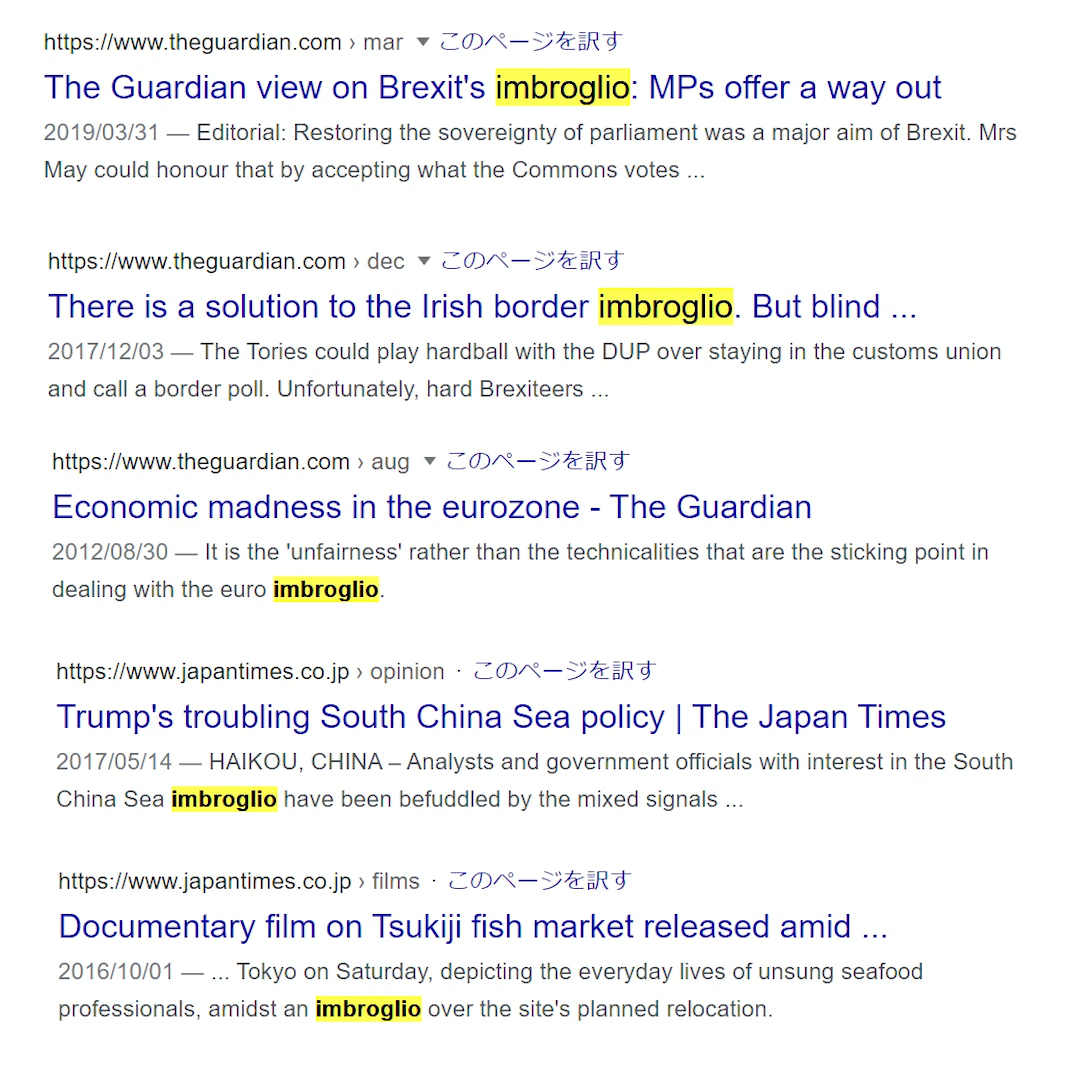 https://www.theguardian.com › mar ▼ このページを訳す
The Guardian view on Brexit's imbroglio: MPs offer a way out
2019/03/31 — Editorial: Restoring the sovereignty of parliament was a major aim of Brexit. Mrs
May could honour that by accepting what the Commons votes ...
https://www.theguardian.com › dec ▼ このページを訳す
There is a solution to the Irish border imbroglio. But blind ...
2017/12/03 — The Tories could play hardball with the DUP over staying in the customs union
and call a border poll. Unfortunately, hard Brexiteers ...
https://www.theguardian.com › aug ▼ このページを訳す
Economic madness in the eurozone - The Guardian
2012/08/30 — It is the 'unfairness' rather than the technicalities that are the sticking point in
dealing with the euro imbroglio.
https://www.japantimes.co.jp › opinion · このページを訳す
Trump's troubling South China Sea policy | The Japan Times
2017/05/14 — HAIKOU, CHINA – Analysts and government officials with interest in the South
China Sea imbroglio have been befuddled by the mixed signals ...
https://www.japantimes.co.jp › films · このページを訳す
Documentary film on Tsukiji fish market released amid ...
2016/10/01 — ... Tokyo on Saturday, depicting the everyday lives of unsung seafood
professionals, amidst an imbroglio over the site's planned relocation.